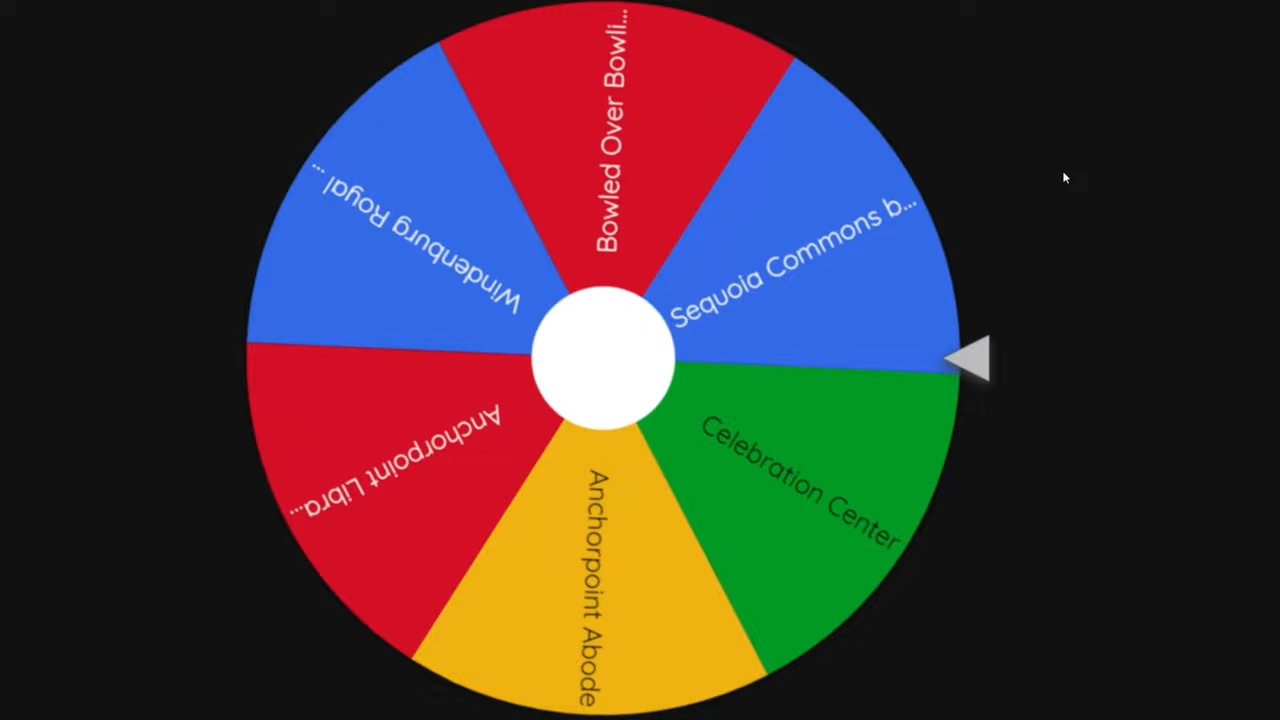 Bowled Over Bowli...
Sequoia Commons b...
Celebration Center
Anchorpoint Abode
Anchorpoint Libra...
Windenburg Royal ...